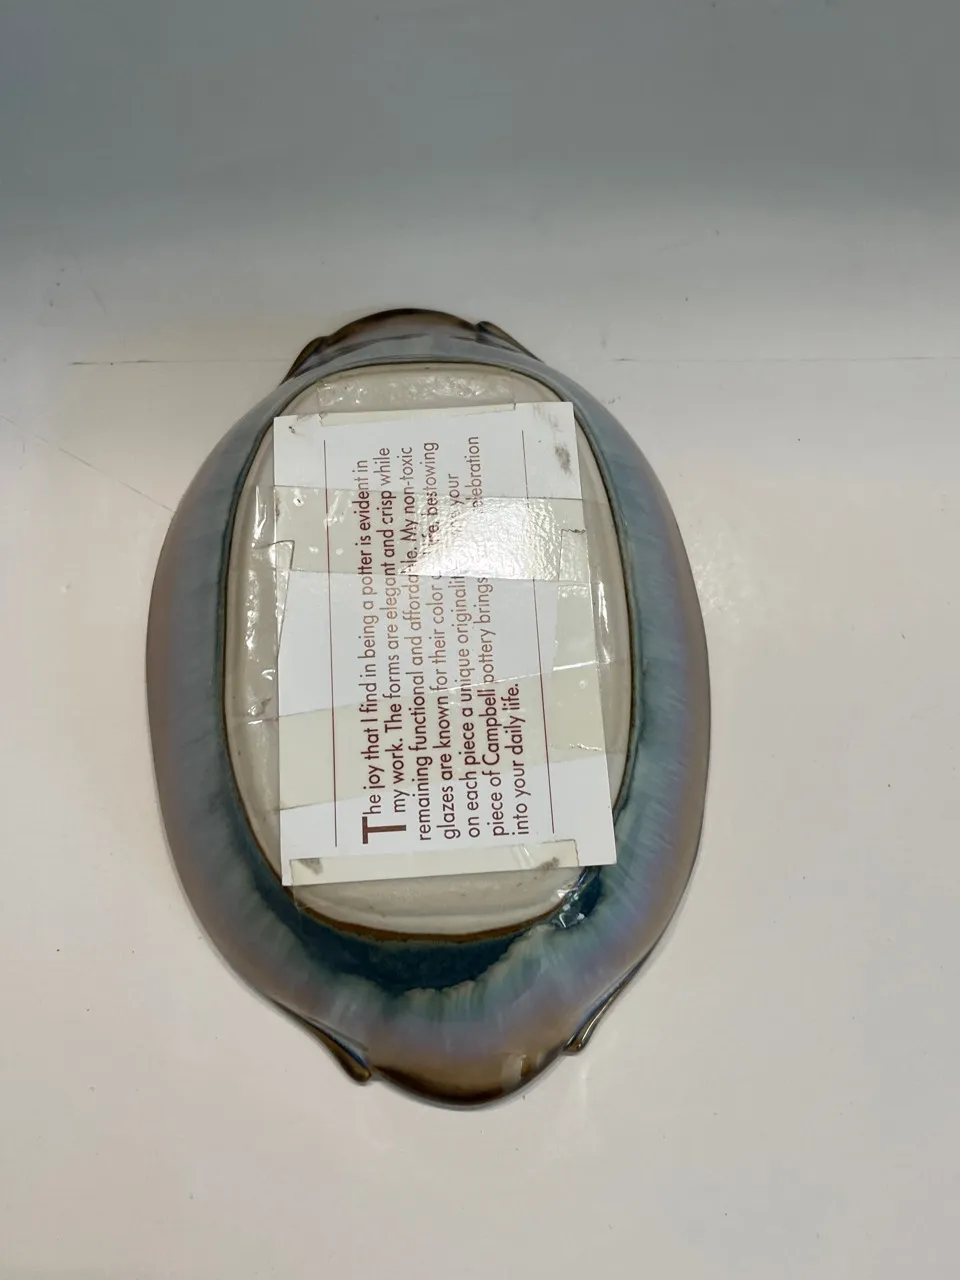 The joy that I find in being a potter is evident in
my work. The forms are elegant and crisp while
remaining functional and affordable. My non-toxic
glazes are known for their color life, bestowing
on each piece a unique originality your
piece of Campbell pottery brings celebration
into your daily life.